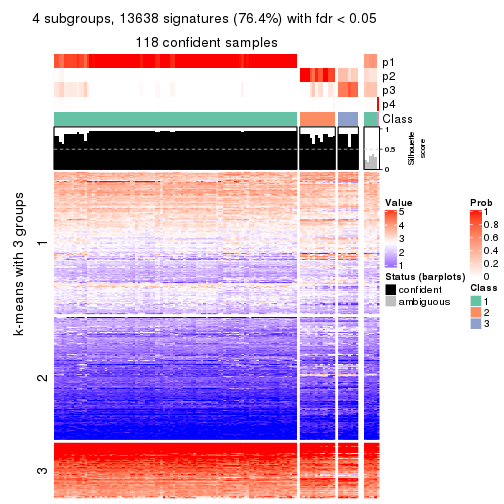 4 subgroups, 13638 signatures (76.4%) with fdr < 0.05
118 confident samples
p1
p2
p3
p4
Class
1
0.5
0
Silhouette
score
k-means with 3 groups
1
2
3
Value
5
4
3
2
1
Status (barplots)
confident
ambiguous
Prob
1
0.8
0.6
0.4
0.2
0
Class
1
2
3